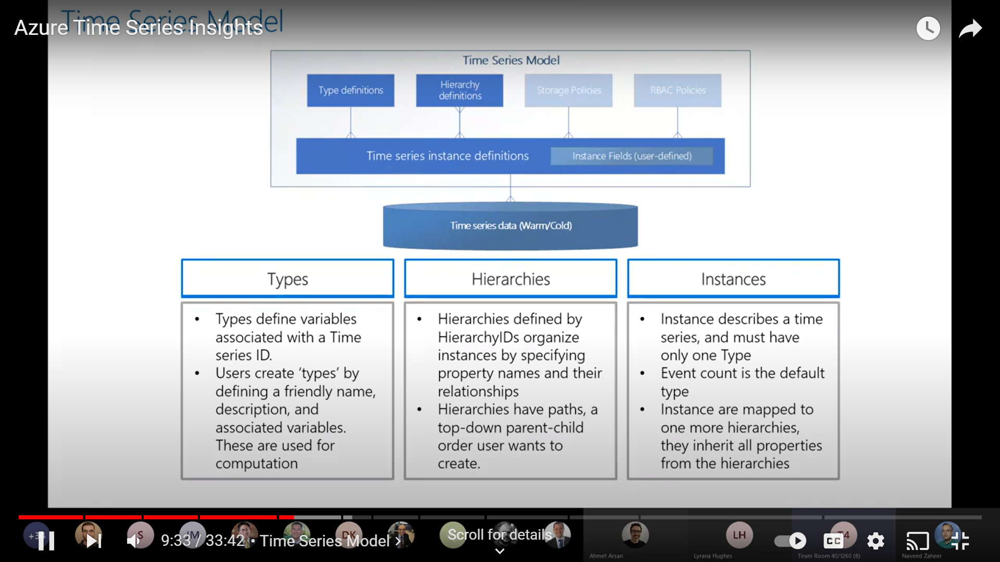 Time Series Model
Azure Time Series Insights
Time Series Model
Type definitions
Hierarchy
definitions
Storage Policies
RBAC Policies
Time series instance definitions
Instance Fields (user-defined)
Time series data (Warm/Cold)
Types
Hierarchies
Instances
• Types define variables
associated with a Time
series ID.
• Users create ‘types’ by
defining a friendly name,
description, and
associated variables.
These are used for
computation
• Hierarchies defined by
HierarchyIDs organize
instances by specifying
property names and their
relationships
• Hierarchies have paths, a
top-down parent-child
order user wants to
create.
• Instance describes a time
series, and must have
only one Type
• Event count is the default
type
• Instance are mapped to
one more hierarchies,
they inherit all properties
from the hierarchies
S
JM
DK
LH
T4
9:33 / 33:42 • Time Series Model
Scroll for details
CC
Ahmet Arsan
Lyrana Hughes
Team Room 40/1260 (8)
Naveed Zaheer